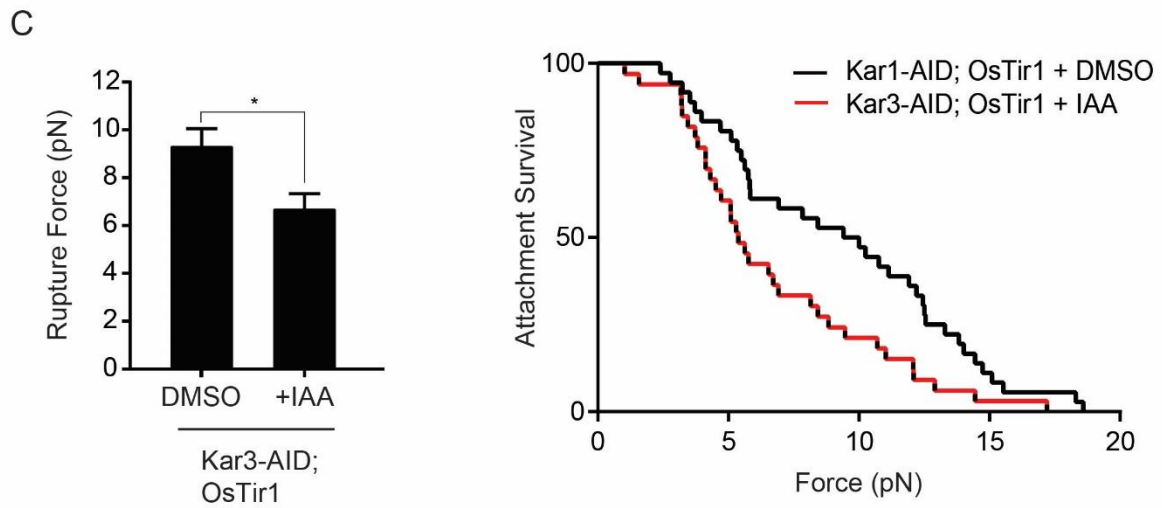 C
Rupture Force (pN)
12
10
8
6
4
2
0
*
DMSO +IAA
Kar3-AID;
OsTir1
Attachment Survival
100
50
0
Kar1-AID; OsTir1 + DMSO
Kar3-AID; OsTir1 + IAA
0 5 10 15 20
Force (pN)